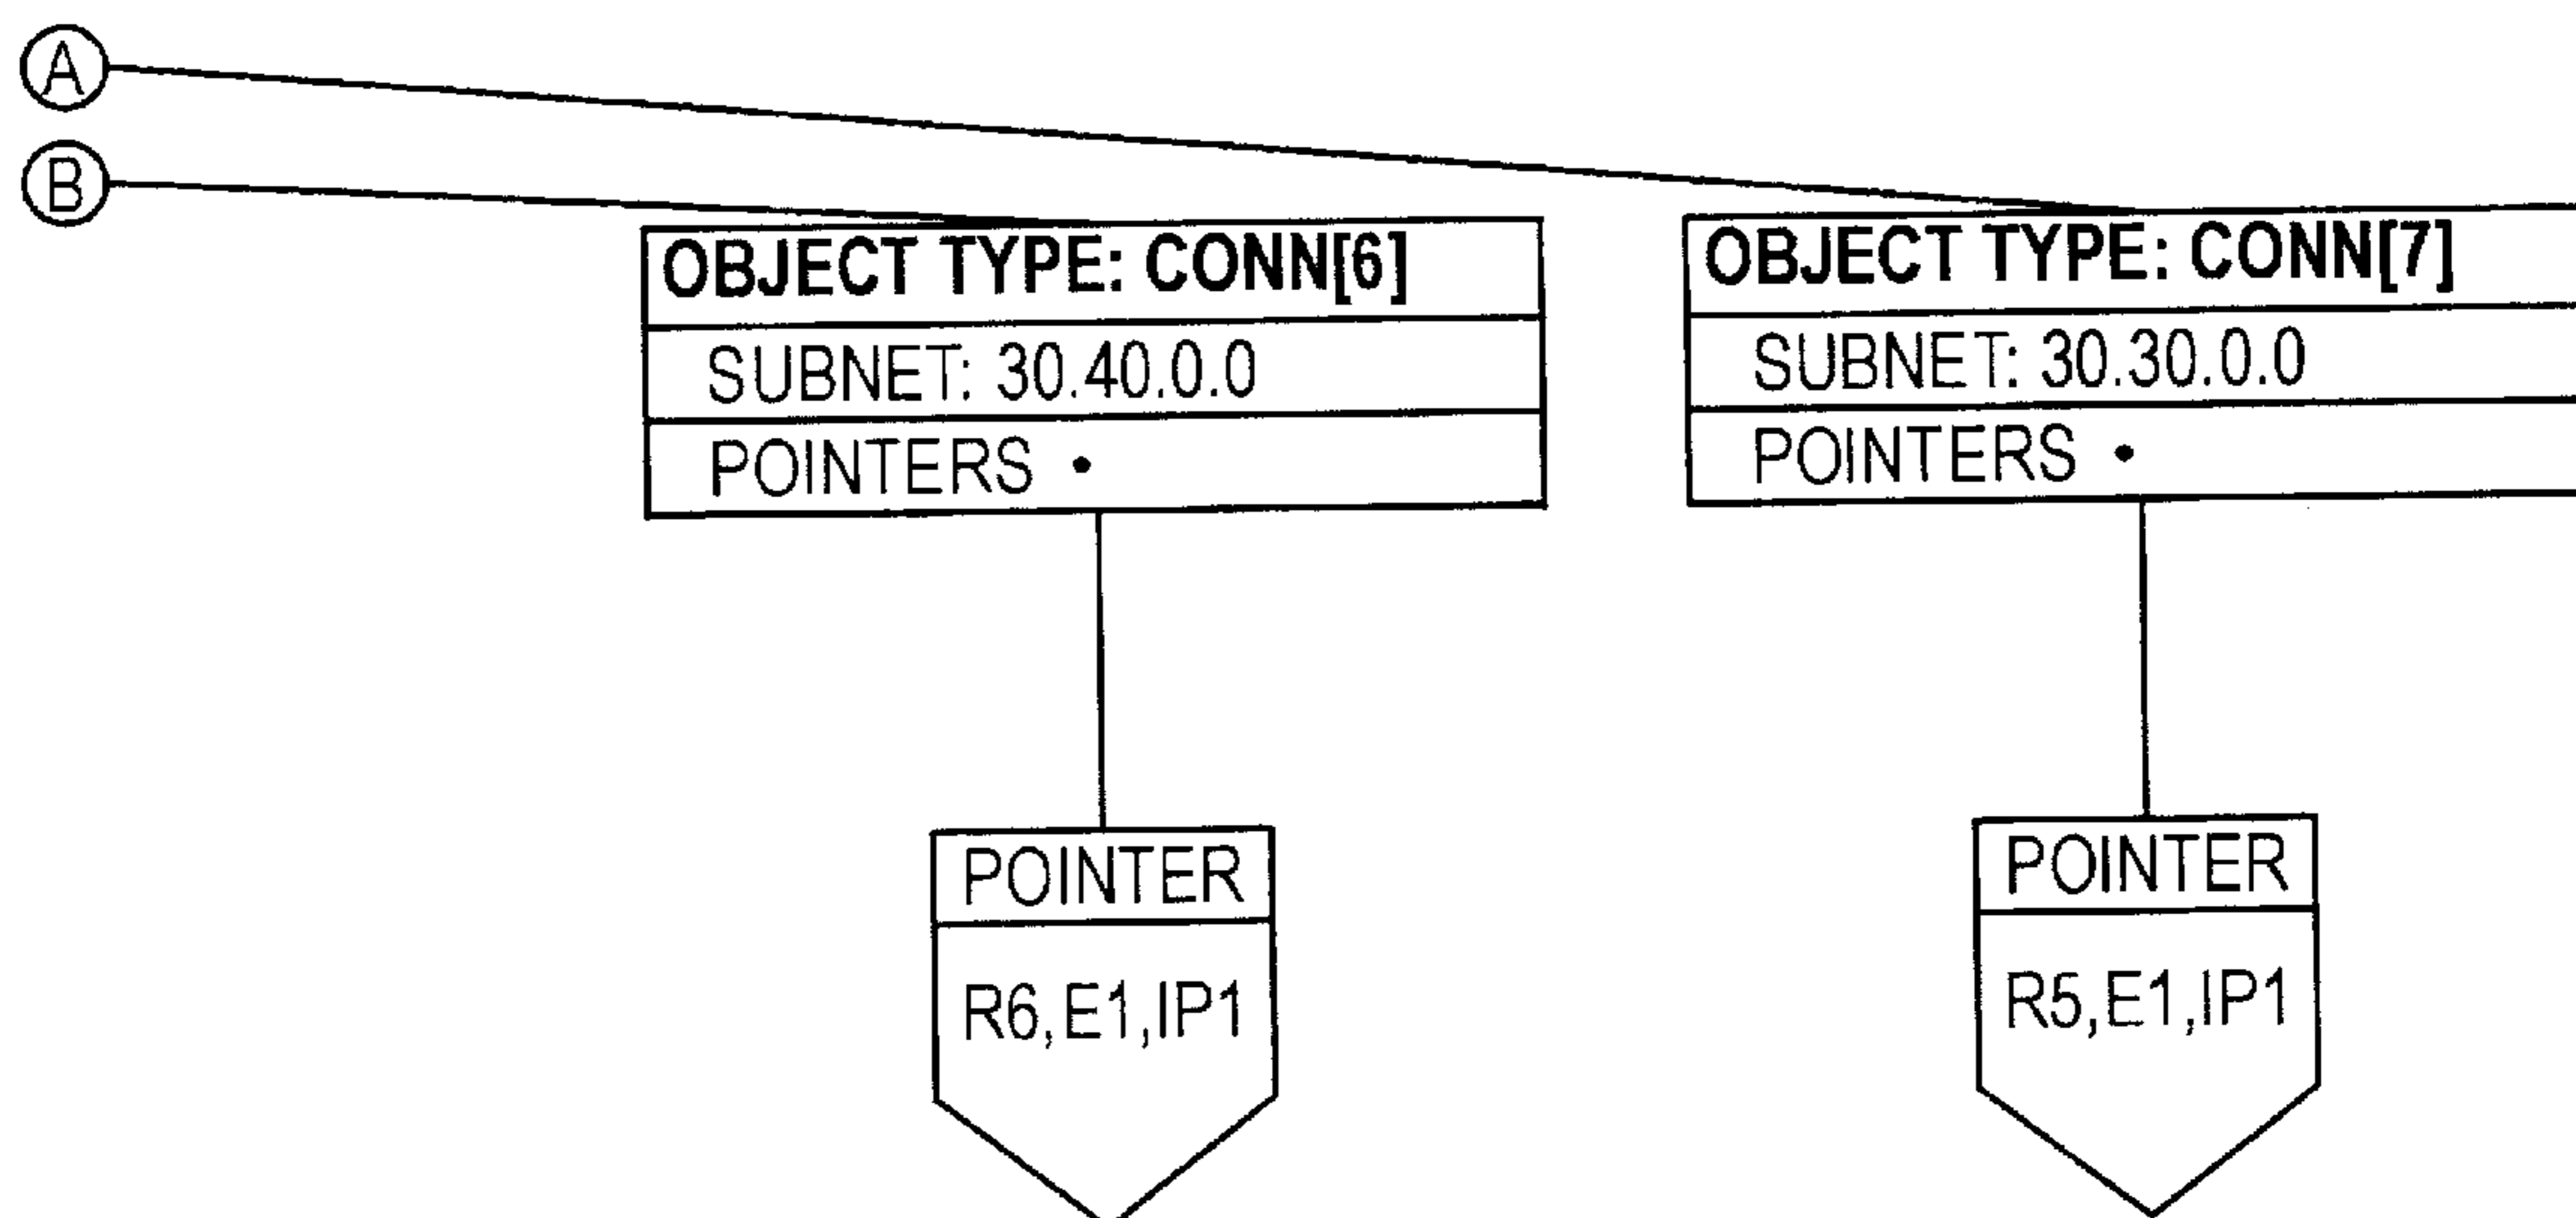 A
B
OBJECT TYPE: CONN[6]
SUBNET: 30.40.0.0
POINTERS •
POINTER
R6,E1,IP1
OBJECT TYPE: CONN[7]
SUBNET: 30.30.0.0
POINTERS •
POINTER
R5,E1,IP1